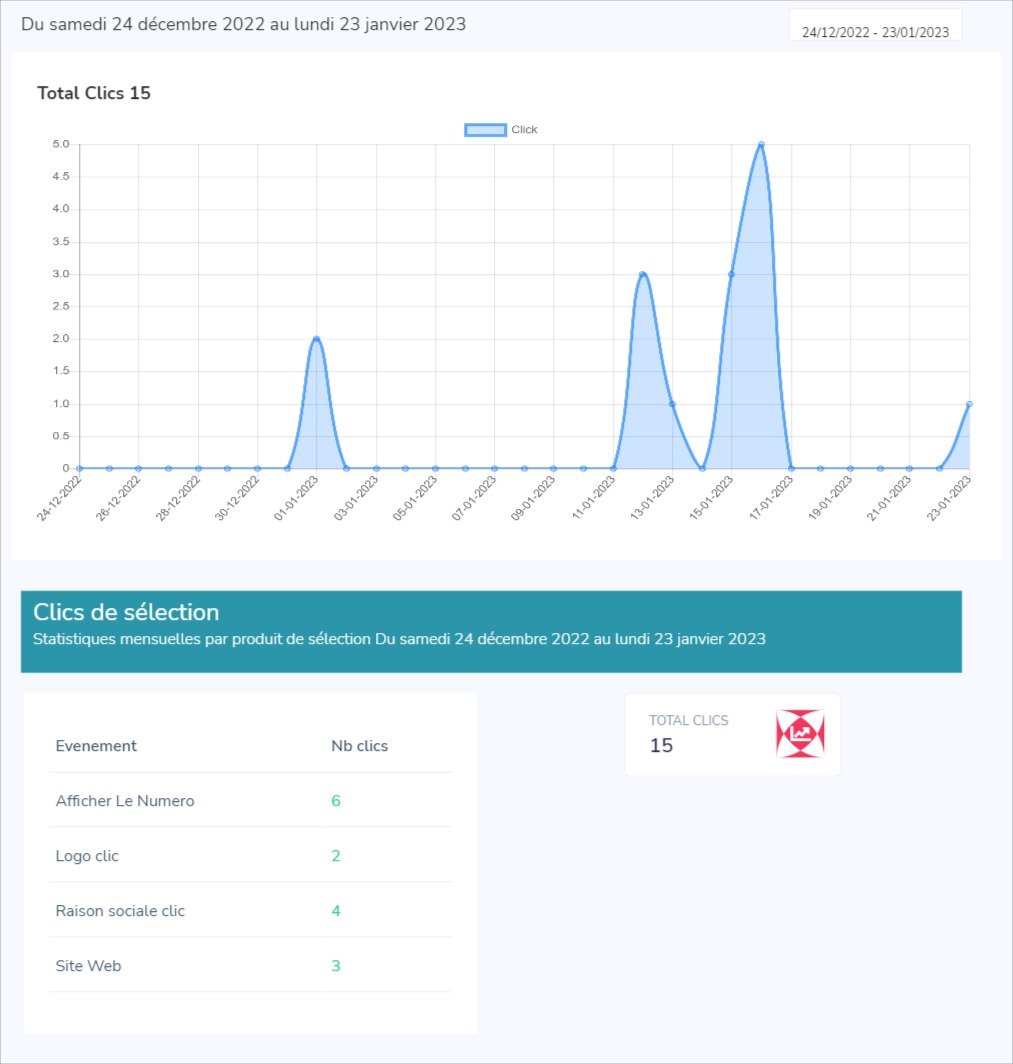 Du samedi 24 décembre 2022 au lundi 23 janvier 2023
24/12/2022 - 23/01/2023
Total Clics 15
Click
5.0
4.5
4.0
3.5
3.0
2.5
2.0
1.5
1.0
0.5
0
24-12-2022
26-12-2022
28-12-2022
30-12-2022
01-01-2023
03-01-2023
05-01-2023
07-01-2023
09-01-2023
11-01-2023
13-01-2023
15-01-2023
17-01-2023
19-01-2023
21-01-2023
23-01-2023
Clics de sélection
Statistiques mensuelles par produit de sélection Du samedi 24 décembre 2022 au lundi 23 janvier 2023
Evenement Nb clics
Afficher Le Numero 6
Logo clic 2
Raison sociale clic 4
Site Web 3
TOTAL CLICS
15